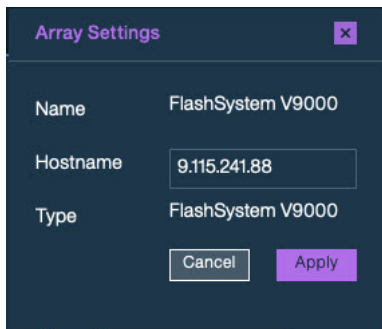 Array Settings
Name FlashSystem V9000
Hostname 9.115.241.88
Type FlashSystem V9000
Cancel Apply